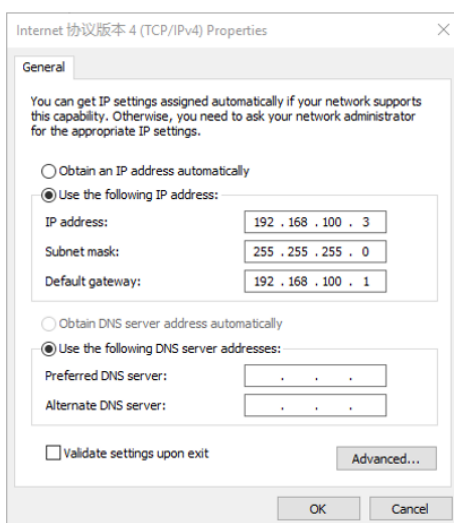 Internet 协议版本 4 (TCP/IPv4) Properties
General
You can get IP settings assigned automatically if your network supports
this capability. Otherwise, you need to ask your network administrator
for the appropriate IP settings.
Obtain an IP address automatically
Use the following IP address:
IP address: 192 . 168 . 100 . 3
Subnet mask: 255 . 255 . 255 . 0
Default gateway: 192 . 168 . 100 . 1
Obtain DNS server address automatically
Use the following DNS server addresses:
Preferred DNS server: . . .
Alternate DNS server: . . .
Validate settings upon exit
Advanced...
OK Cancel